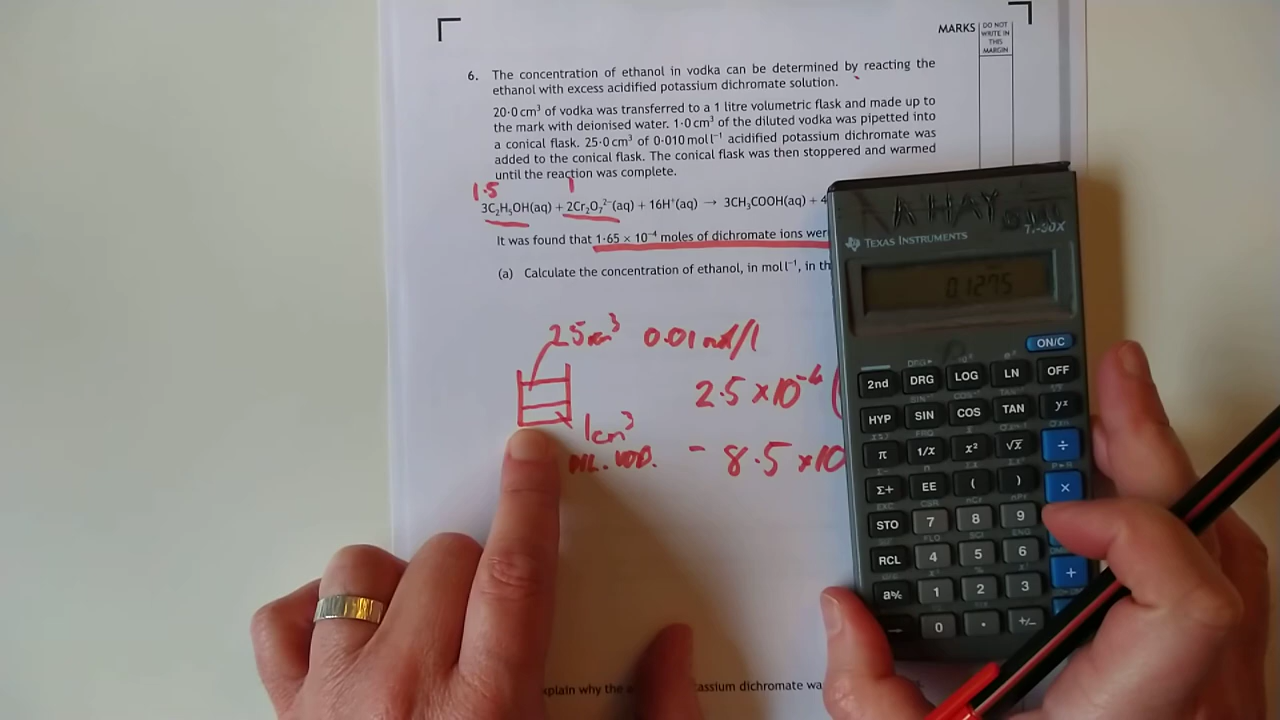 MARKS
DO NOT
WRITE IN
THIS
MARGIN
6. The concentration of ethanol in vodka can be determined by reacting the
ethanol with excess acidified potassium dichromate solution.
20·0 cm³ of vodka was transferred to a 1 litre volumetric flask and made up to
the mark with deionised water. 1·0 cm³ of the diluted vodka was pipetted into
a conical flask. 25·0 cm³ of 0·010 mol l⁻¹ acidified potassium dichromate was
added to the conical flask. The conical flask was then stoppered and warmed
until the reaction was complete.
1.5 1
3C₂H₅OH(aq) + 2Cr₂O₇²⁻(aq) + 16H⁺(aq) → 3CH₃COOH(aq) + 4
It was found that 1·65 × 10⁻⁴ moles of dichromate ions were
(a) Calculate the concentration of ethanol, in mol l⁻¹, in th
25cm³ 0.01 mol/l
2.5 ×10⁻⁴ (
1cm³
DIL. VOD. - 8.5 ×10
xplain why the tassium dichromate wa
A HAY
TEXAS INSTRUMENTS
0.1275
ON/C
2nd DRG LOG LN OFF
HYP SIN COS TAN yˣ
π 1/x x² √x ÷
Σ+ EE ( ) ×
STO 7 8 9
RCL 4 5 6 +
a b/c 1 2 3
0 · +/−